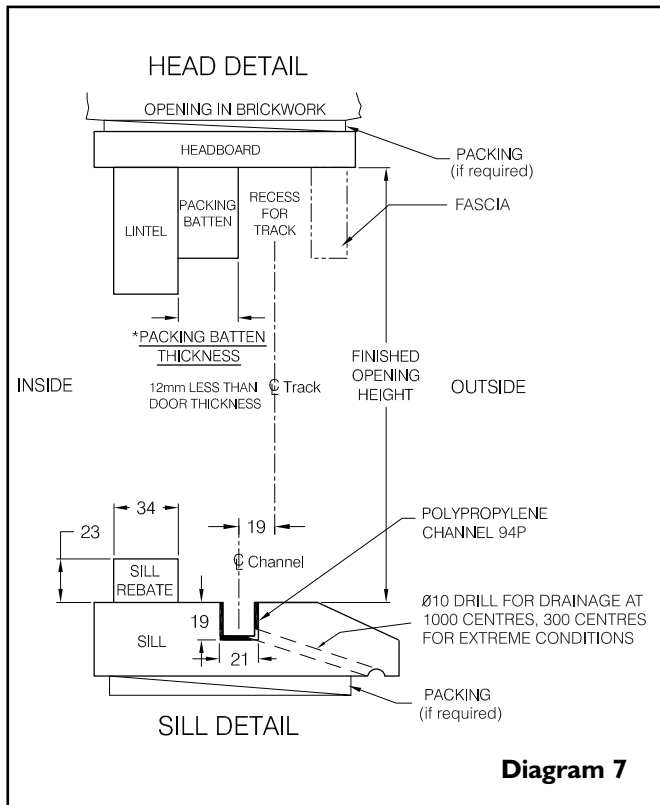 HEAD DETAIL
OPENING IN BRICKWORK
HEADBOARD
PACKING
(if required)
LINTEL
PACKING
BATTEN
RECESS
FOR
TRACK
FASCIA
*PACKING BATTEN
THICKNESS
12mm LESS THAN
DOOR THICKNESS
℄ Track
FINISHED
OPENING
HEIGHT
INSIDE
OUTSIDE
34
23
19
℄ Channel
POLYPROPYLENE
CHANNEL 94P
SILL
REBATE
19
SILL
21
Ø10 DRILL FOR DRAINAGE AT
1000 CENTRES, 300 CENTRES
FOR EXTREME CONDITIONS
PACKING
(if required)
SILL DETAIL
Diagram 7